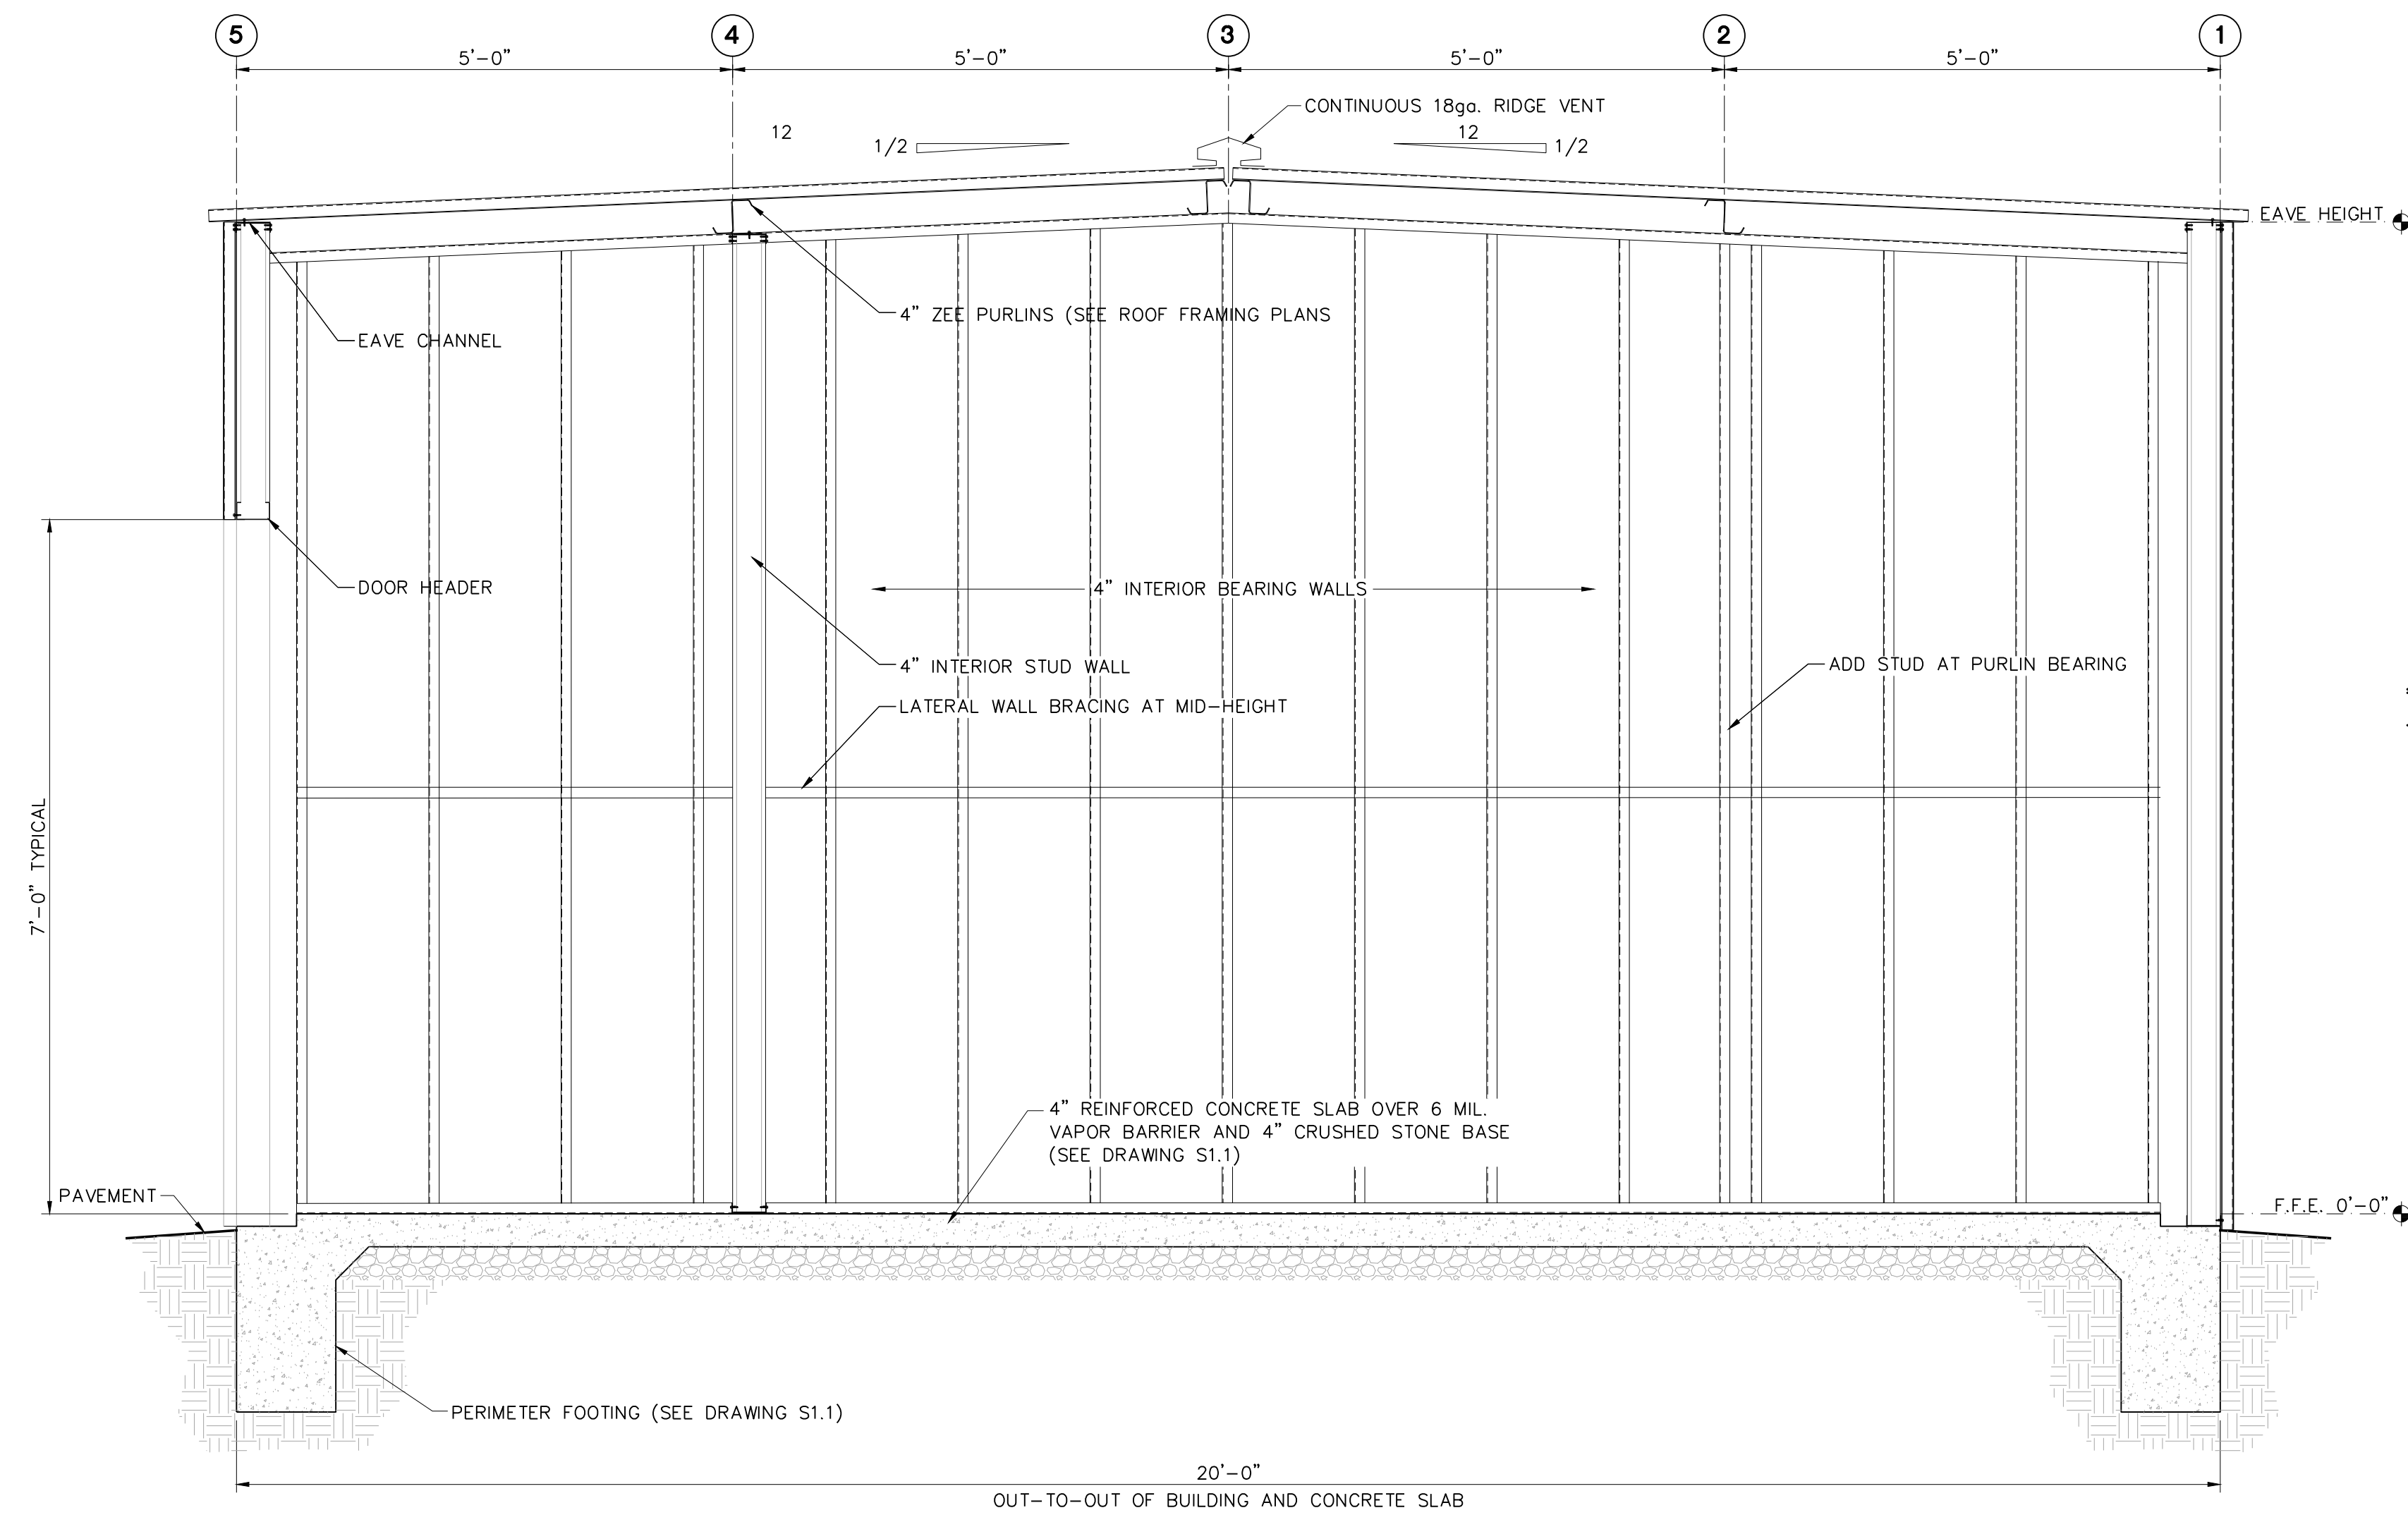 5 4 3 2 1
5'-0" 5'-0" 5'-0" 5'-0"
CONTINUOUS 18ga. RIDGE VENT
12 12
1/2 1/2
EAVE HEIGHT
4" ZEE PURLINS (SEE ROOF FRAMING PLANS
EAVE CHANNEL
DOOR HEADER
4" INTERIOR BEARING WALLS
4" INTERIOR STUD WALL
ADD STUD AT PURLIN BEARING
LATERAL WALL BRACING AT MID-HEIGHT
7'-0" TYPICAL
4" REINFORCED CONCRETE SLAB OVER 6 MIL.
VAPOR BARRIER AND 4" CRUSHED STONE BASE
(SEE DRAWING S1.1)
PAVEMENT
F.F.E. 0'-0"
PERIMETER FOOTING (SEE DRAWING S1.1)
20'-0"
OUT-TO-OUT OF BUILDING AND CONCRETE SLAB